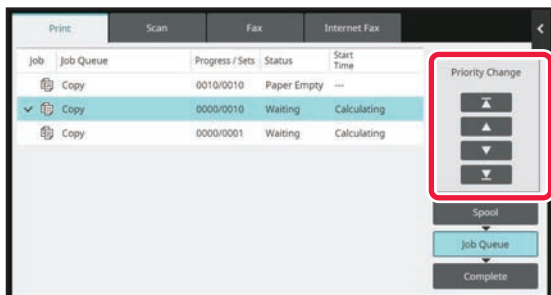 Print Scan Fax Internet Fax
Job Job Queue Progress / Sets Status Start Time
Copy 0010/0010 Paper Empty ---
Copy 0000/0010 Waiting Calculating
Copy 0000/0001 Waiting Calculating
Priority Change
Spool
Job Queue
Complete